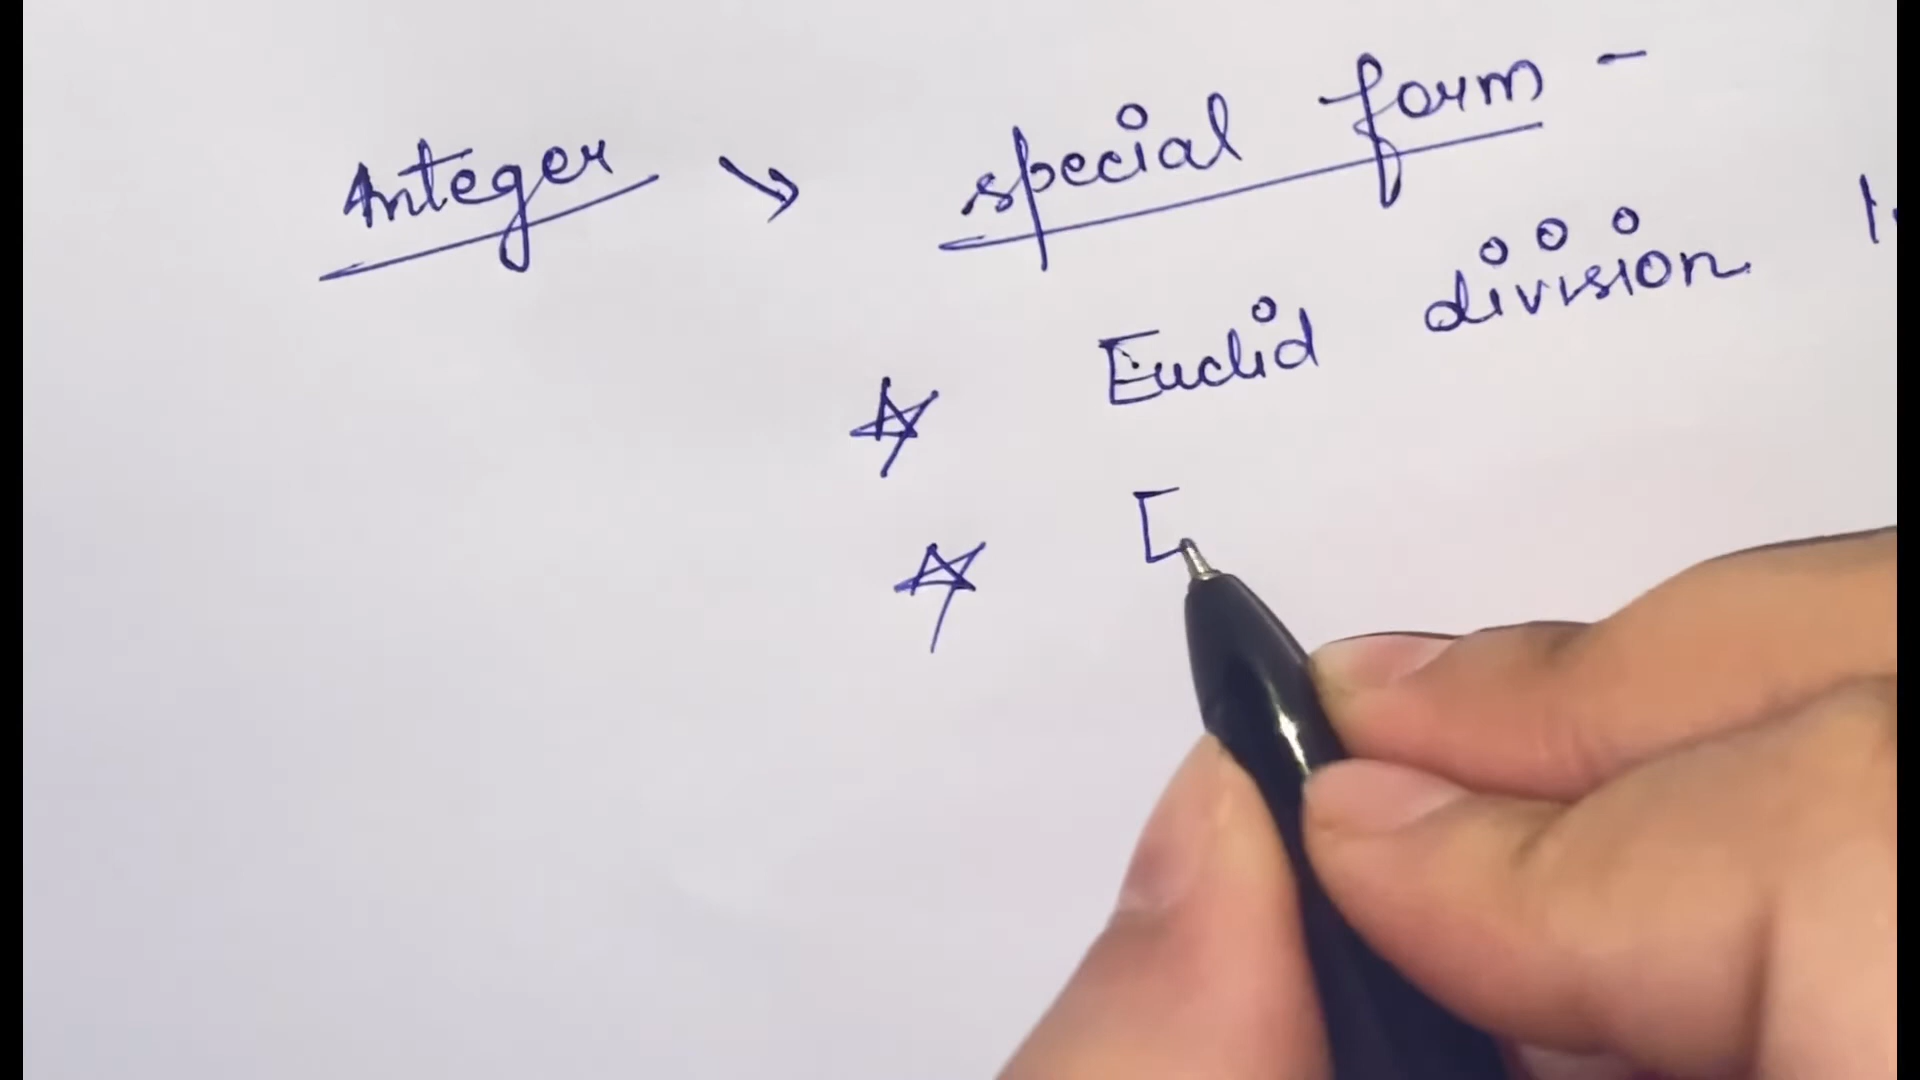 Integer → special form -
☆ Euclid division
☆